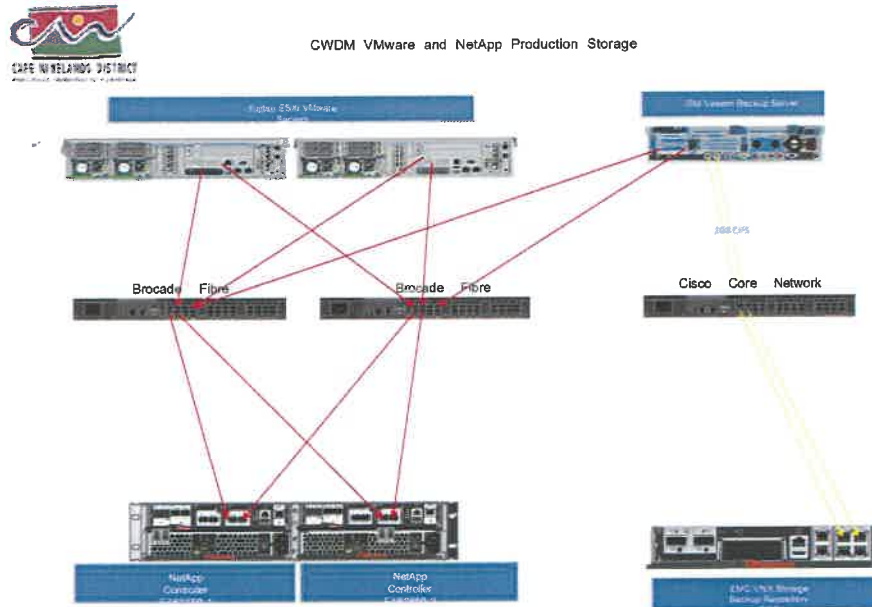 CWDM VMware and NetApp Production Storage
CAPE WINELANDS DISTRICT
ESXi VMware
Servers
IBM Veeam Backup Server
Brocade Fibre
Brocade Fibre
Cisco Core Network
NetApp
Controller
NetApp
Controller
EMC VNX Storage
Backup Repository